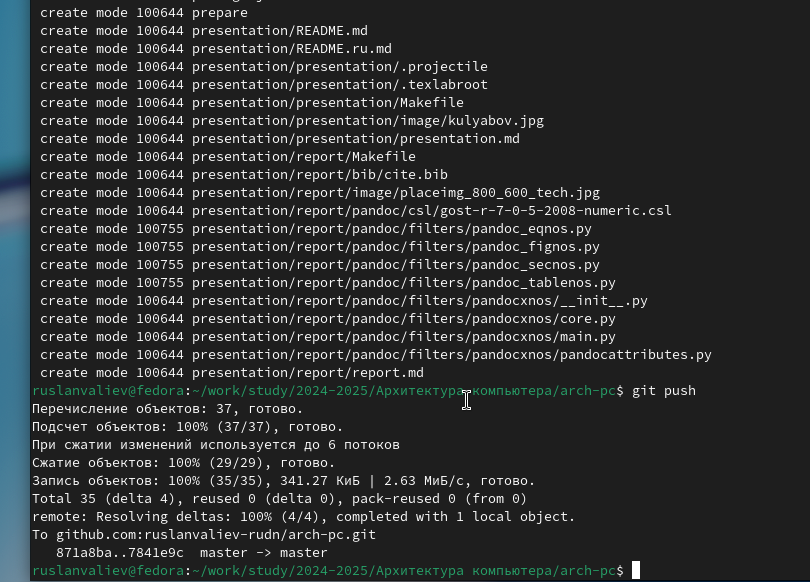 create mode 100644 prepare
create mode 100644 presentation/README.md
create mode 100644 presentation/README.ru.md
create mode 100644 presentation/presentation/.projectile
create mode 100644 presentation/presentation/.texlabroot
create mode 100644 presentation/presentation/Makefile
create mode 100644 presentation/presentation/image/kulyabov.jpg
create mode 100644 presentation/presentation/presentation.md
create mode 100644 presentation/report/Makefile
create mode 100644 presentation/report/bib/cite.bib
create mode 100644 presentation/report/image/placeimg_800_600_tech.jpg
create mode 100644 presentation/report/pandoc/csl/gost-r-7-0-5-2008-numeric.csl
create mode 100755 presentation/report/pandoc/filters/pandoc_eqnos.py
create mode 100755 presentation/report/pandoc/filters/pandoc_fignos.py
create mode 100755 presentation/report/pandoc/filters/pandoc_secnos.py
create mode 100755 presentation/report/pandoc/filters/pandoc_tablenos.py
create mode 100644 presentation/report/pandoc/filters/pandocxnos/__init__.py
create mode 100644 presentation/report/pandoc/filters/pandocxnos/core.py
create mode 100644 presentation/report/pandoc/filters/pandocxnos/main.py
create mode 100644 presentation/report/pandoc/filters/pandocxnos/pandocattributes.py
create mode 100644 presentation/report/report.md
ruslanvaliev@fedora:~/work/study/2024-2025/Архитектура компьютера/arch-pc$ git push
Перечисление объектов: 37, готово.
Подсчет объектов: 100% (37/37), готово.
При сжатии изменений используется до 6 потоков
Сжатие объектов: 100% (29/29), готово.
Запись объектов: 100% (35/35), 341.27 КиБ | 2.63 МиБ/с, готово.
Total 35 (delta 4), reused 0 (delta 0), pack-reused 0 (from 0)
remote: Resolving deltas: 100% (4/4), completed with 1 local object.
To github.com:ruslanvaliev-rudn/arch-pc.git
871a8ba..7841e9c master -> master
ruslanvaliev@fedora:~/work/study/2024-2025/Архитектура компьютера/arch-pc$